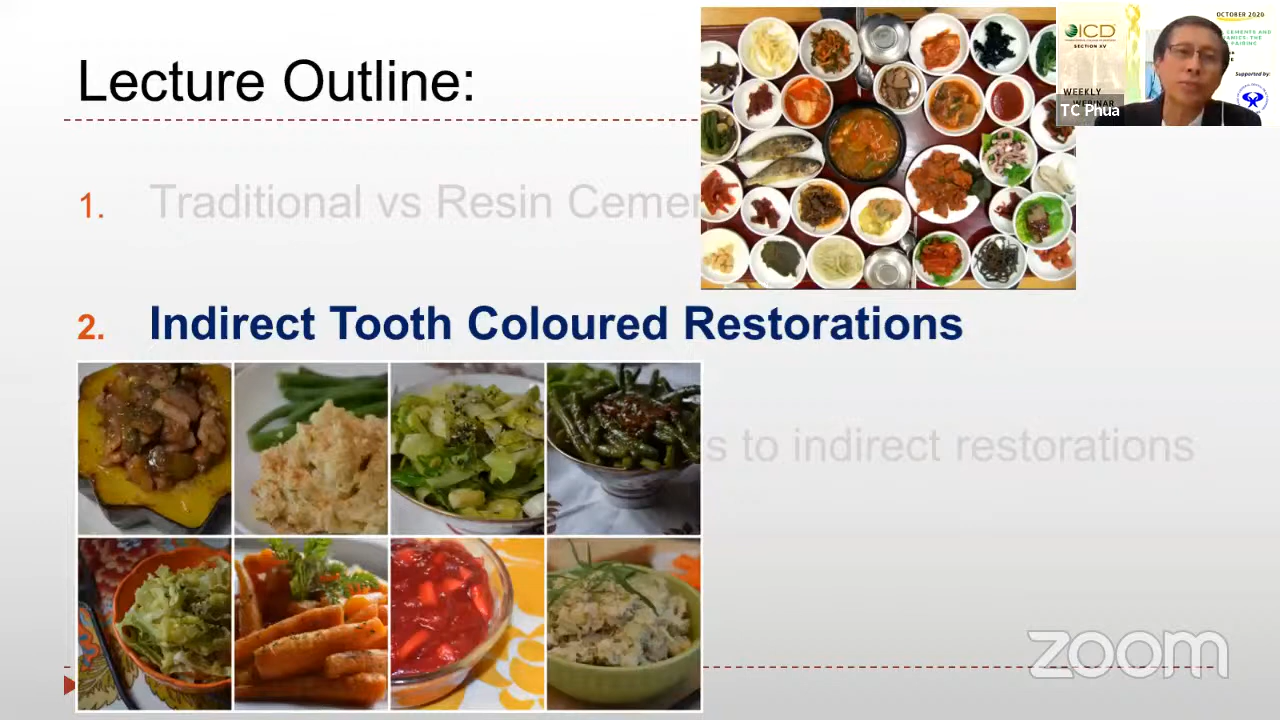 Lecture Outline:
1. Traditional vs Resin Cemen
2. Indirect Tooth Coloured Restorations
s to indirect restorations
OCTOBER 2020
ICD
SECTION XV
Supported by:
WEEKLY
WEBINAR
TC Phua
zoom